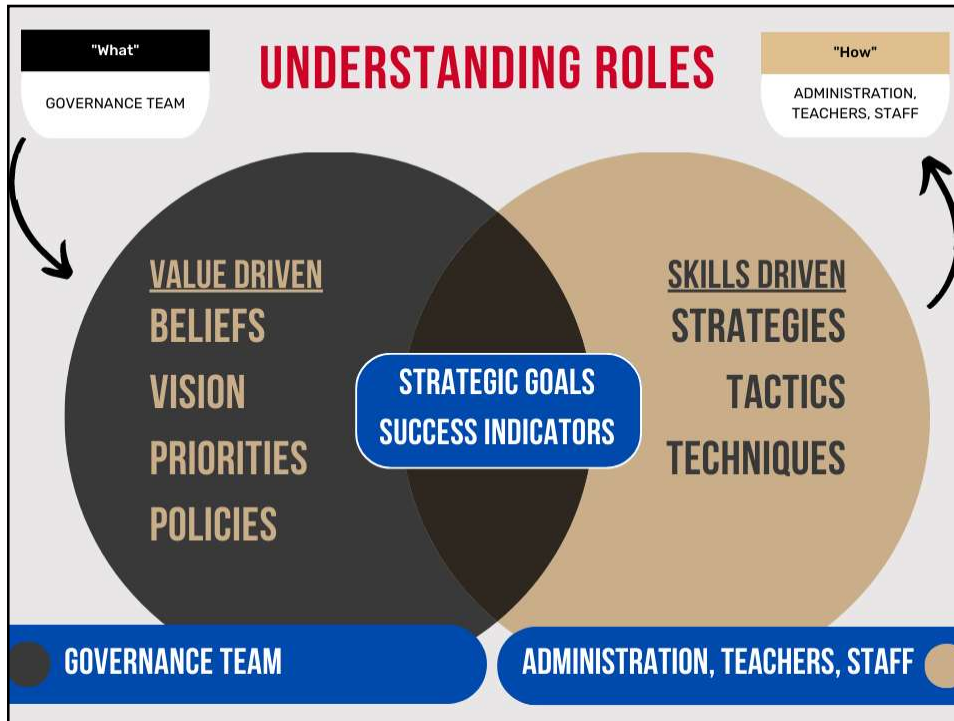 "What"
GOVERNANCE TEAM
UNDERSTANDING ROLES
"How"
ADMINISTRATION,
TEACHERS, STAFF
VALUE DRIVEN
BELIEFS
VISION
PRIORITIES
POLICIES
STRATEGIC GOALS
SUCCESS INDICATORS
SKILLS DRIVEN
STRATEGIES
TACTICS
TECHNIQUES
GOVERNANCE TEAM
ADMINISTRATION, TEACHERS, STAFF